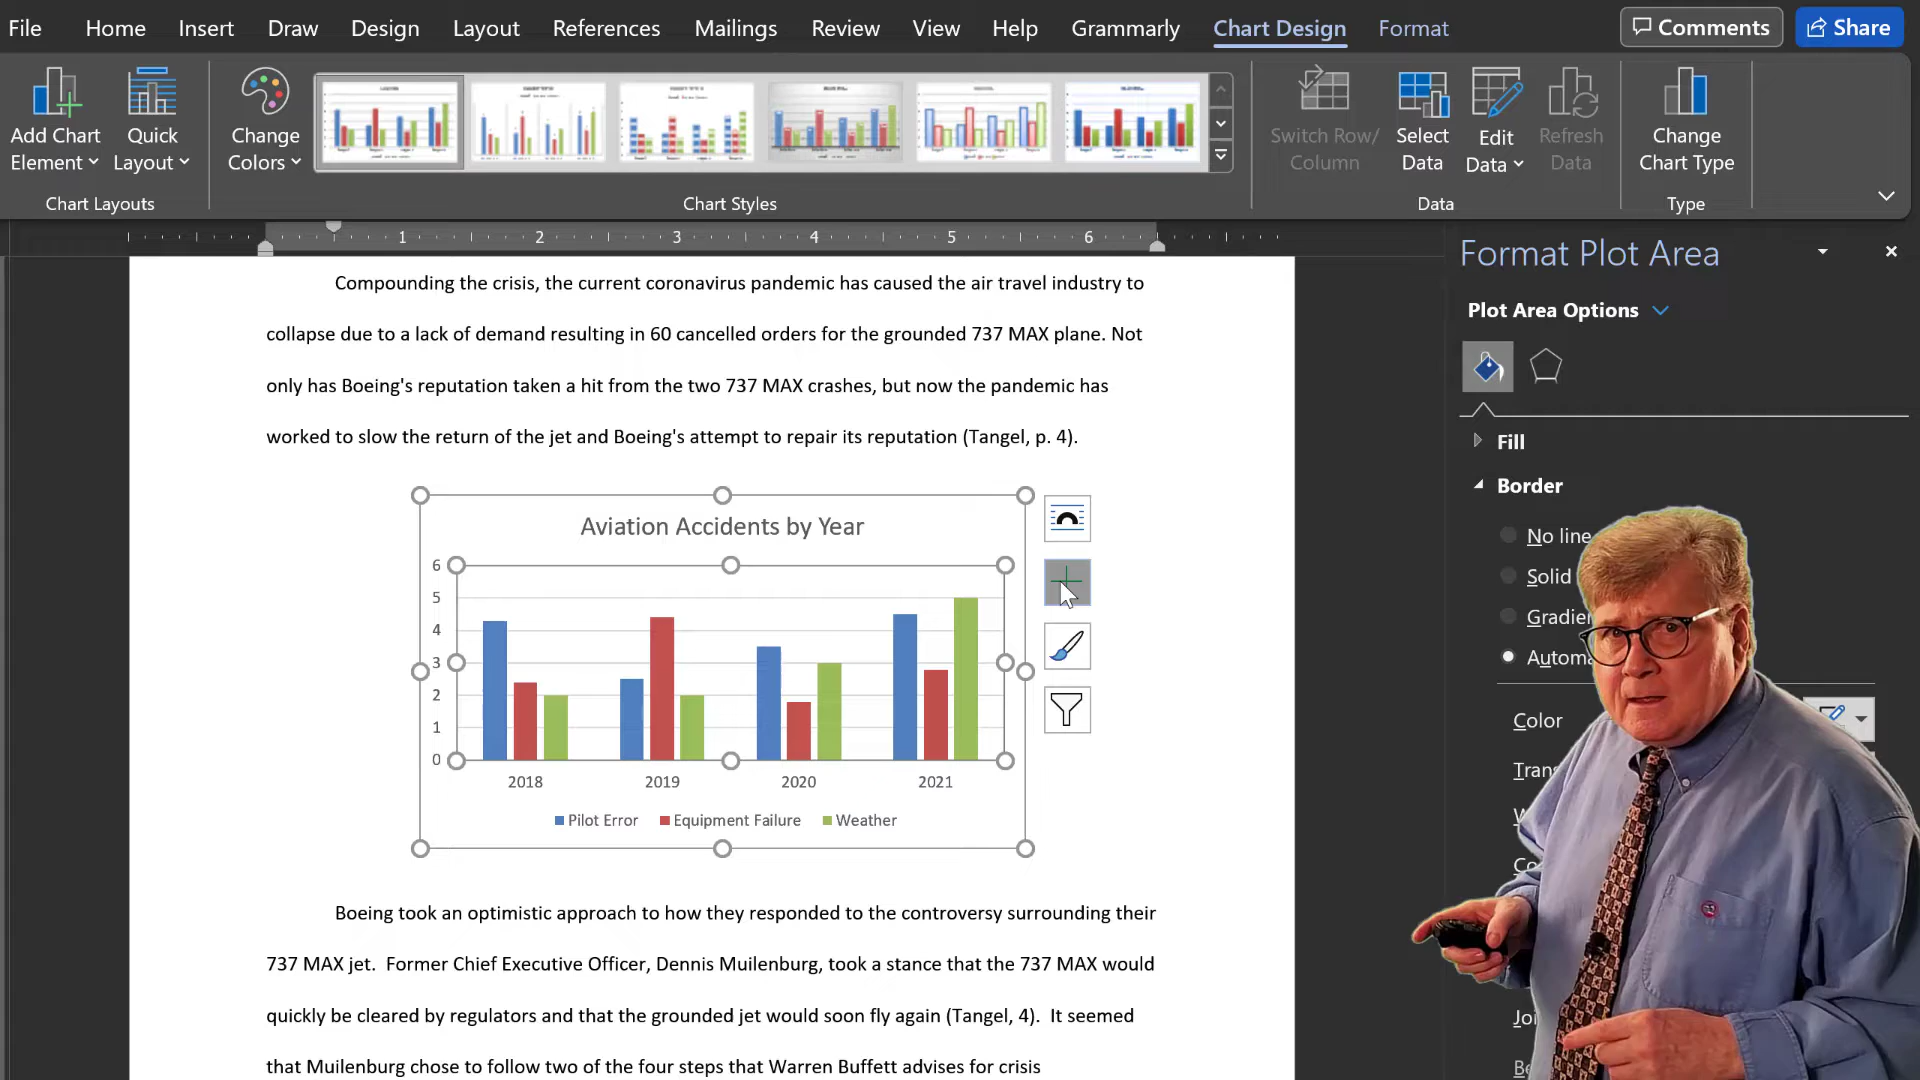 File Home Insert Draw Design Layout References Mailings Review View Help Grammarly Chart Design Format Comments Share
Add Chart Element
Quick Layout
Change Colors
Switch Row/ Column
Select Data
Edit Data
Refresh Data
Change Chart Type
Chart Layouts
Chart Styles
Data
Type
1 2 3 4 5 6
Compounding the crisis, the current coronavirus pandemic has caused the air travel industry to
collapse due to a lack of demand resulting in 60 cancelled orders for the grounded 737 MAX plane. Not
only has Boeing's reputation taken a hit from the two 737 MAX crashes, but now the pandemic has
worked to slow the return of the jet and Boeing's attempt to repair its reputation (Tangel, p. 4).
Aviation Accidents by Year
6
5
4
3
2
1
0
2018 2019 2020 2021
Pilot Error Equipment Failure Weather
Boeing took an optimistic approach to how they responded to the controversy surrounding their
737 MAX jet.  Former Chief Executive Officer, Dennis Muilenburg, took a stance that the 737 MAX would
quickly be cleared by regulators and that the grounded jet would soon fly again (Tangel, 4).  It seemed
that Muilenburg chose to follow two of the four steps that Warren Buffett advises for crisis
Format Plot Area
Plot Area Options
Fill
Border
No line
Solid
Color